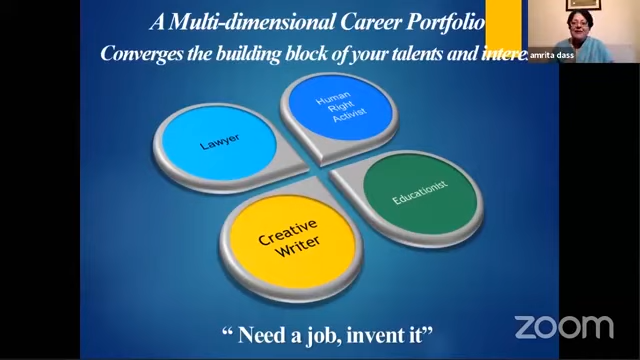 A Multi-dimensional Career Portfolio
Converges the building block of your talents and intere
amrita dass
Human
Right
Activist
Lawyer
Educationist
Creative
Writer
“ Need a job, invent it”
zoom